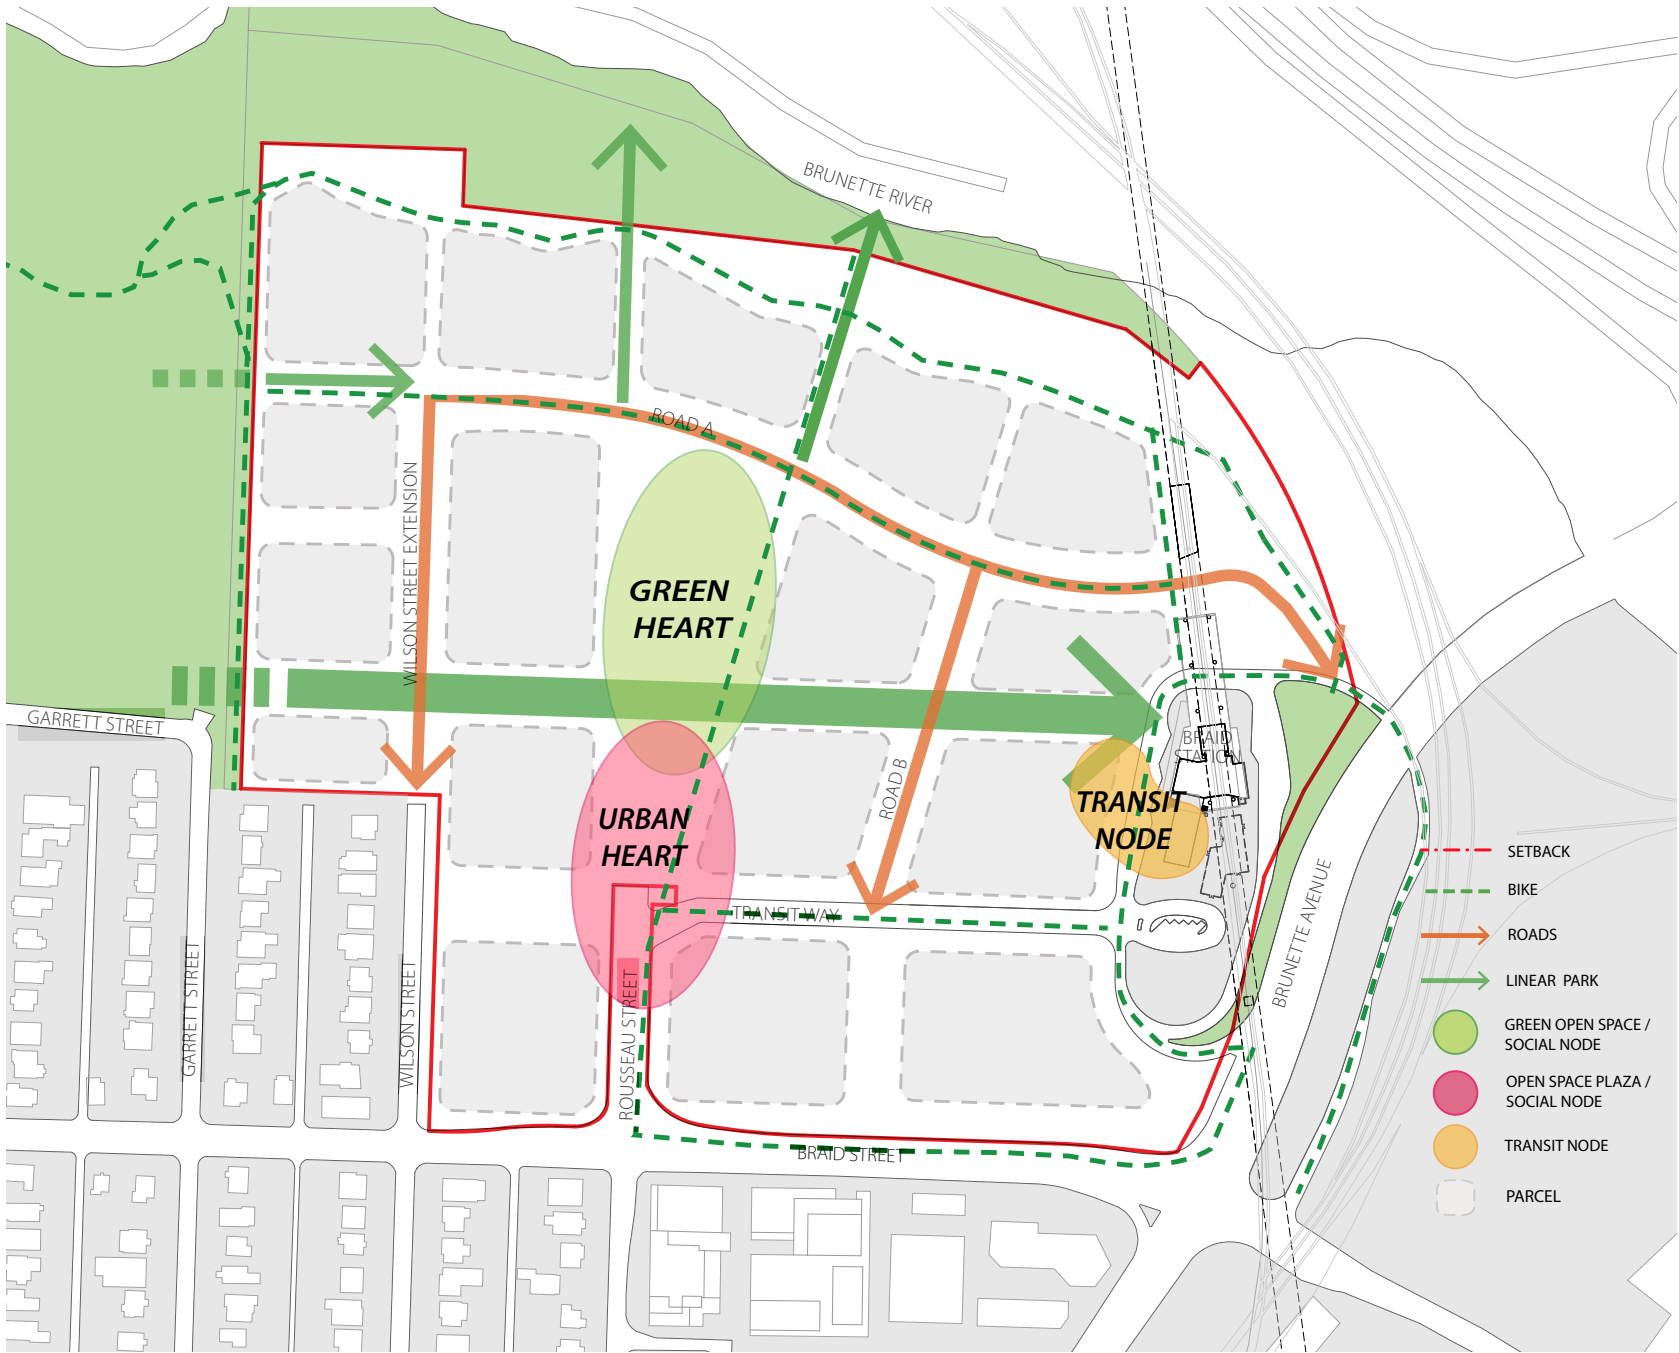 BRUNETTE RIVER
ROAD A
WILSON STREET EXTENSION
GREEN
HEART
GARRETT STREET
BRAID
STATION
ROAD B
TRANSIT
NODE
URBAN
HEART
TRANSIT WAY
BRUNETTE AVENUE
GARRETT STREET
WILSON STREET
ROUSSEAU STREET
BRAID STREET
SETBACK
BIKE
ROADS
LINEAR PARK
GREEN OPEN SPACE /
SOCIAL NODE
OPEN SPACE PLAZA /
SOCIAL NODE
TRANSIT NODE
PARCEL